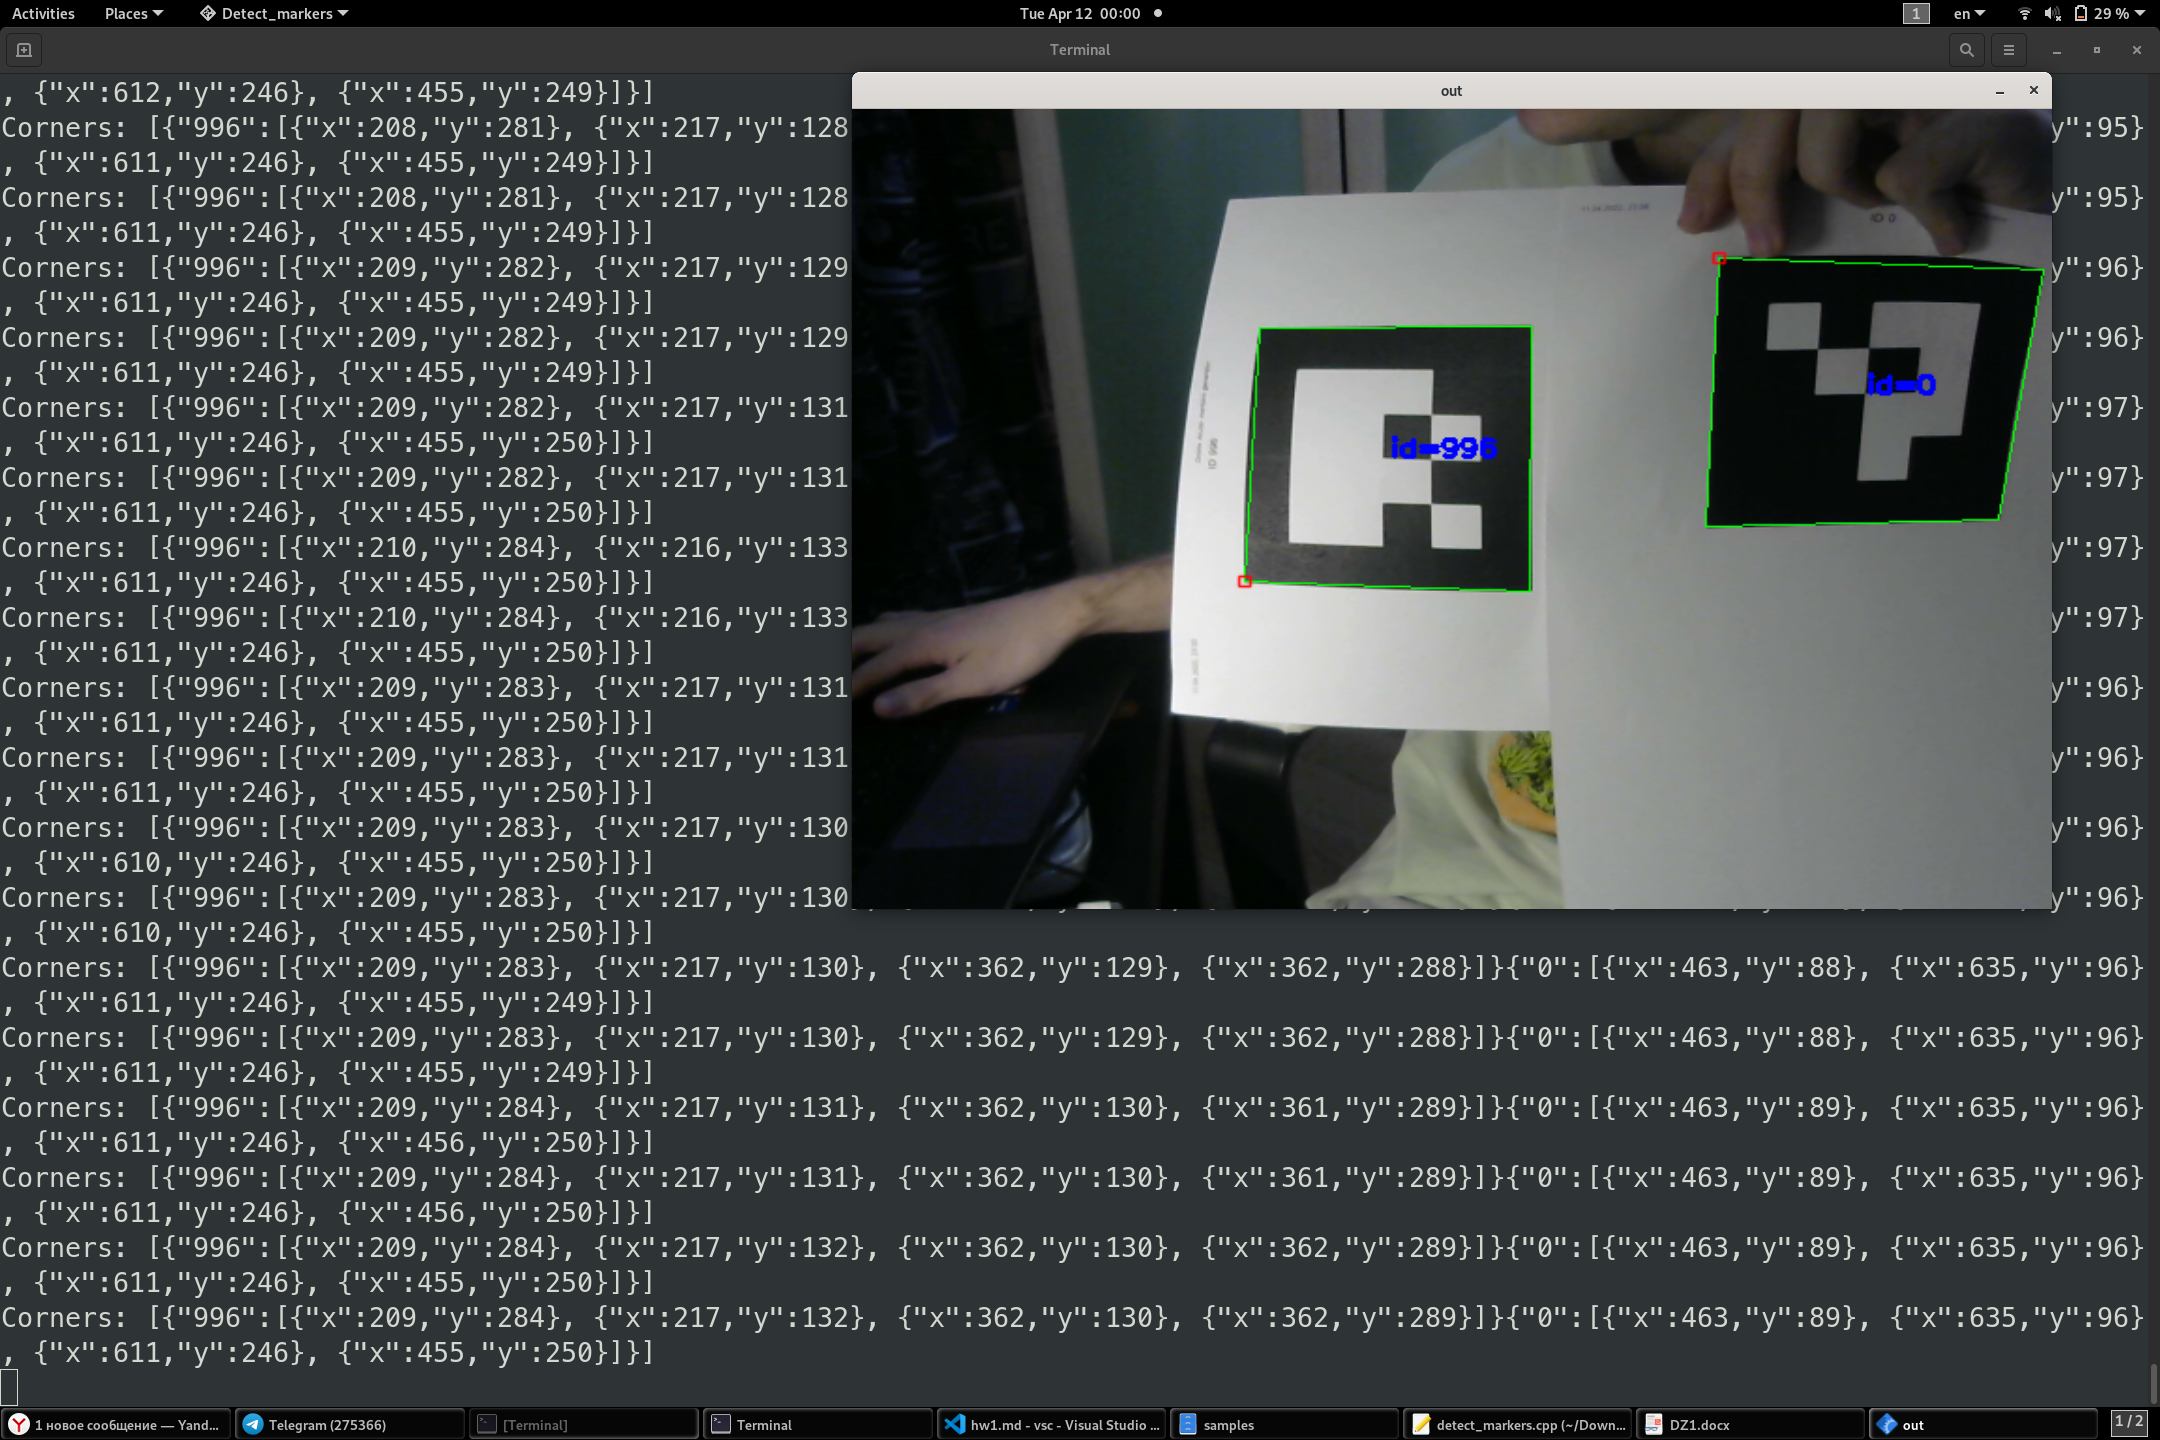 Activities Places Detect_markers Tue Apr 12 00:00 1 en 29 %
Terminal
, {"x":612,"y":246}, {"x":455,"y":249}]}]
out
Corners: [{"996":[{"x":208,"y":281}, {"x":217,"y":128 y":95}
, {"x":611,"y":246}, {"x":455,"y":249}]}]
Corners: [{"996":[{"x":208,"y":281}, {"x":217,"y":128 y":95}
, {"x":611,"y":246}, {"x":455,"y":249}]}]
Corners: [{"996":[{"x":209,"y":282}, {"x":217,"y":129 y":96}
, {"x":611,"y":246}, {"x":455,"y":249}]}]
Corners: [{"996":[{"x":209,"y":282}, {"x":217,"y":129 y":96}
, {"x":611,"y":246}, {"x":455,"y":249}]}]
Corners: [{"996":[{"x":209,"y":282}, {"x":217,"y":131 y":97}
, {"x":611,"y":246}, {"x":455,"y":250}]}]
Corners: [{"996":[{"x":209,"y":282}, {"x":217,"y":131 y":97}
, {"x":611,"y":246}, {"x":455,"y":250}]}]
Corners: [{"996":[{"x":210,"y":284}, {"x":216,"y":133 y":97}
, {"x":611,"y":246}, {"x":455,"y":250}]}]
Corners: [{"996":[{"x":210,"y":284}, {"x":216,"y":133 y":97}
, {"x":611,"y":246}, {"x":455,"y":250}]}]
Corners: [{"996":[{"x":209,"y":283}, {"x":217,"y":131 y":96}
, {"x":611,"y":246}, {"x":455,"y":250}]}]
Corners: [{"996":[{"x":209,"y":283}, {"x":217,"y":131 y":96}
, {"x":611,"y":246}, {"x":455,"y":250}]}]
Corners: [{"996":[{"x":209,"y":283}, {"x":217,"y":130 y":96}
, {"x":610,"y":246}, {"x":455,"y":250}]}]
Corners: [{"996":[{"x":209,"y":283}, {"x":217,"y":130 y":96}
, {"x":610,"y":246}, {"x":455,"y":250}]}]
Corners: [{"996":[{"x":209,"y":283}, {"x":217,"y":130}, {"x":362,"y":129}, {"x":362,"y":288}]}{"0":[{"x":463,"y":88}, {"x":635,"y":96}
, {"x":611,"y":246}, {"x":455,"y":249}]}]
Corners: [{"996":[{"x":209,"y":283}, {"x":217,"y":130}, {"x":362,"y":129}, {"x":362,"y":288}]}{"0":[{"x":463,"y":88}, {"x":635,"y":96}
, {"x":611,"y":246}, {"x":455,"y":249}]}]
Corners: [{"996":[{"x":209,"y":284}, {"x":217,"y":131}, {"x":362,"y":130}, {"x":361,"y":289}]}{"0":[{"x":463,"y":89}, {"x":635,"y":96}
, {"x":611,"y":246}, {"x":456,"y":250}]}]
Corners: [{"996":[{"x":209,"y":284}, {"x":217,"y":131}, {"x":362,"y":130}, {"x":361,"y":289}]}{"0":[{"x":463,"y":89}, {"x":635,"y":96}
, {"x":611,"y":246}, {"x":456,"y":250}]}]
Corners: [{"996":[{"x":209,"y":284}, {"x":217,"y":132}, {"x":362,"y":130}, {"x":362,"y":289}]}{"0":[{"x":463,"y":89}, {"x":635,"y":96}
, {"x":611,"y":246}, {"x":455,"y":250}]}]
Corners: [{"996":[{"x":209,"y":284}, {"x":217,"y":132}, {"x":362,"y":130}, {"x":362,"y":289}]}{"0":[{"x":463,"y":89}, {"x":635,"y":96}
, {"x":611,"y":246}, {"x":455,"y":250}]}]
ID 0
id=0
id=996
ID 996
1 новое сообщение — Yand... Telegram (275366) [Terminal] Terminal hw1.md - vsc - Visual Studio ... samples detect_markers.cpp (~/Down... DZ1.docx out 1 / 2